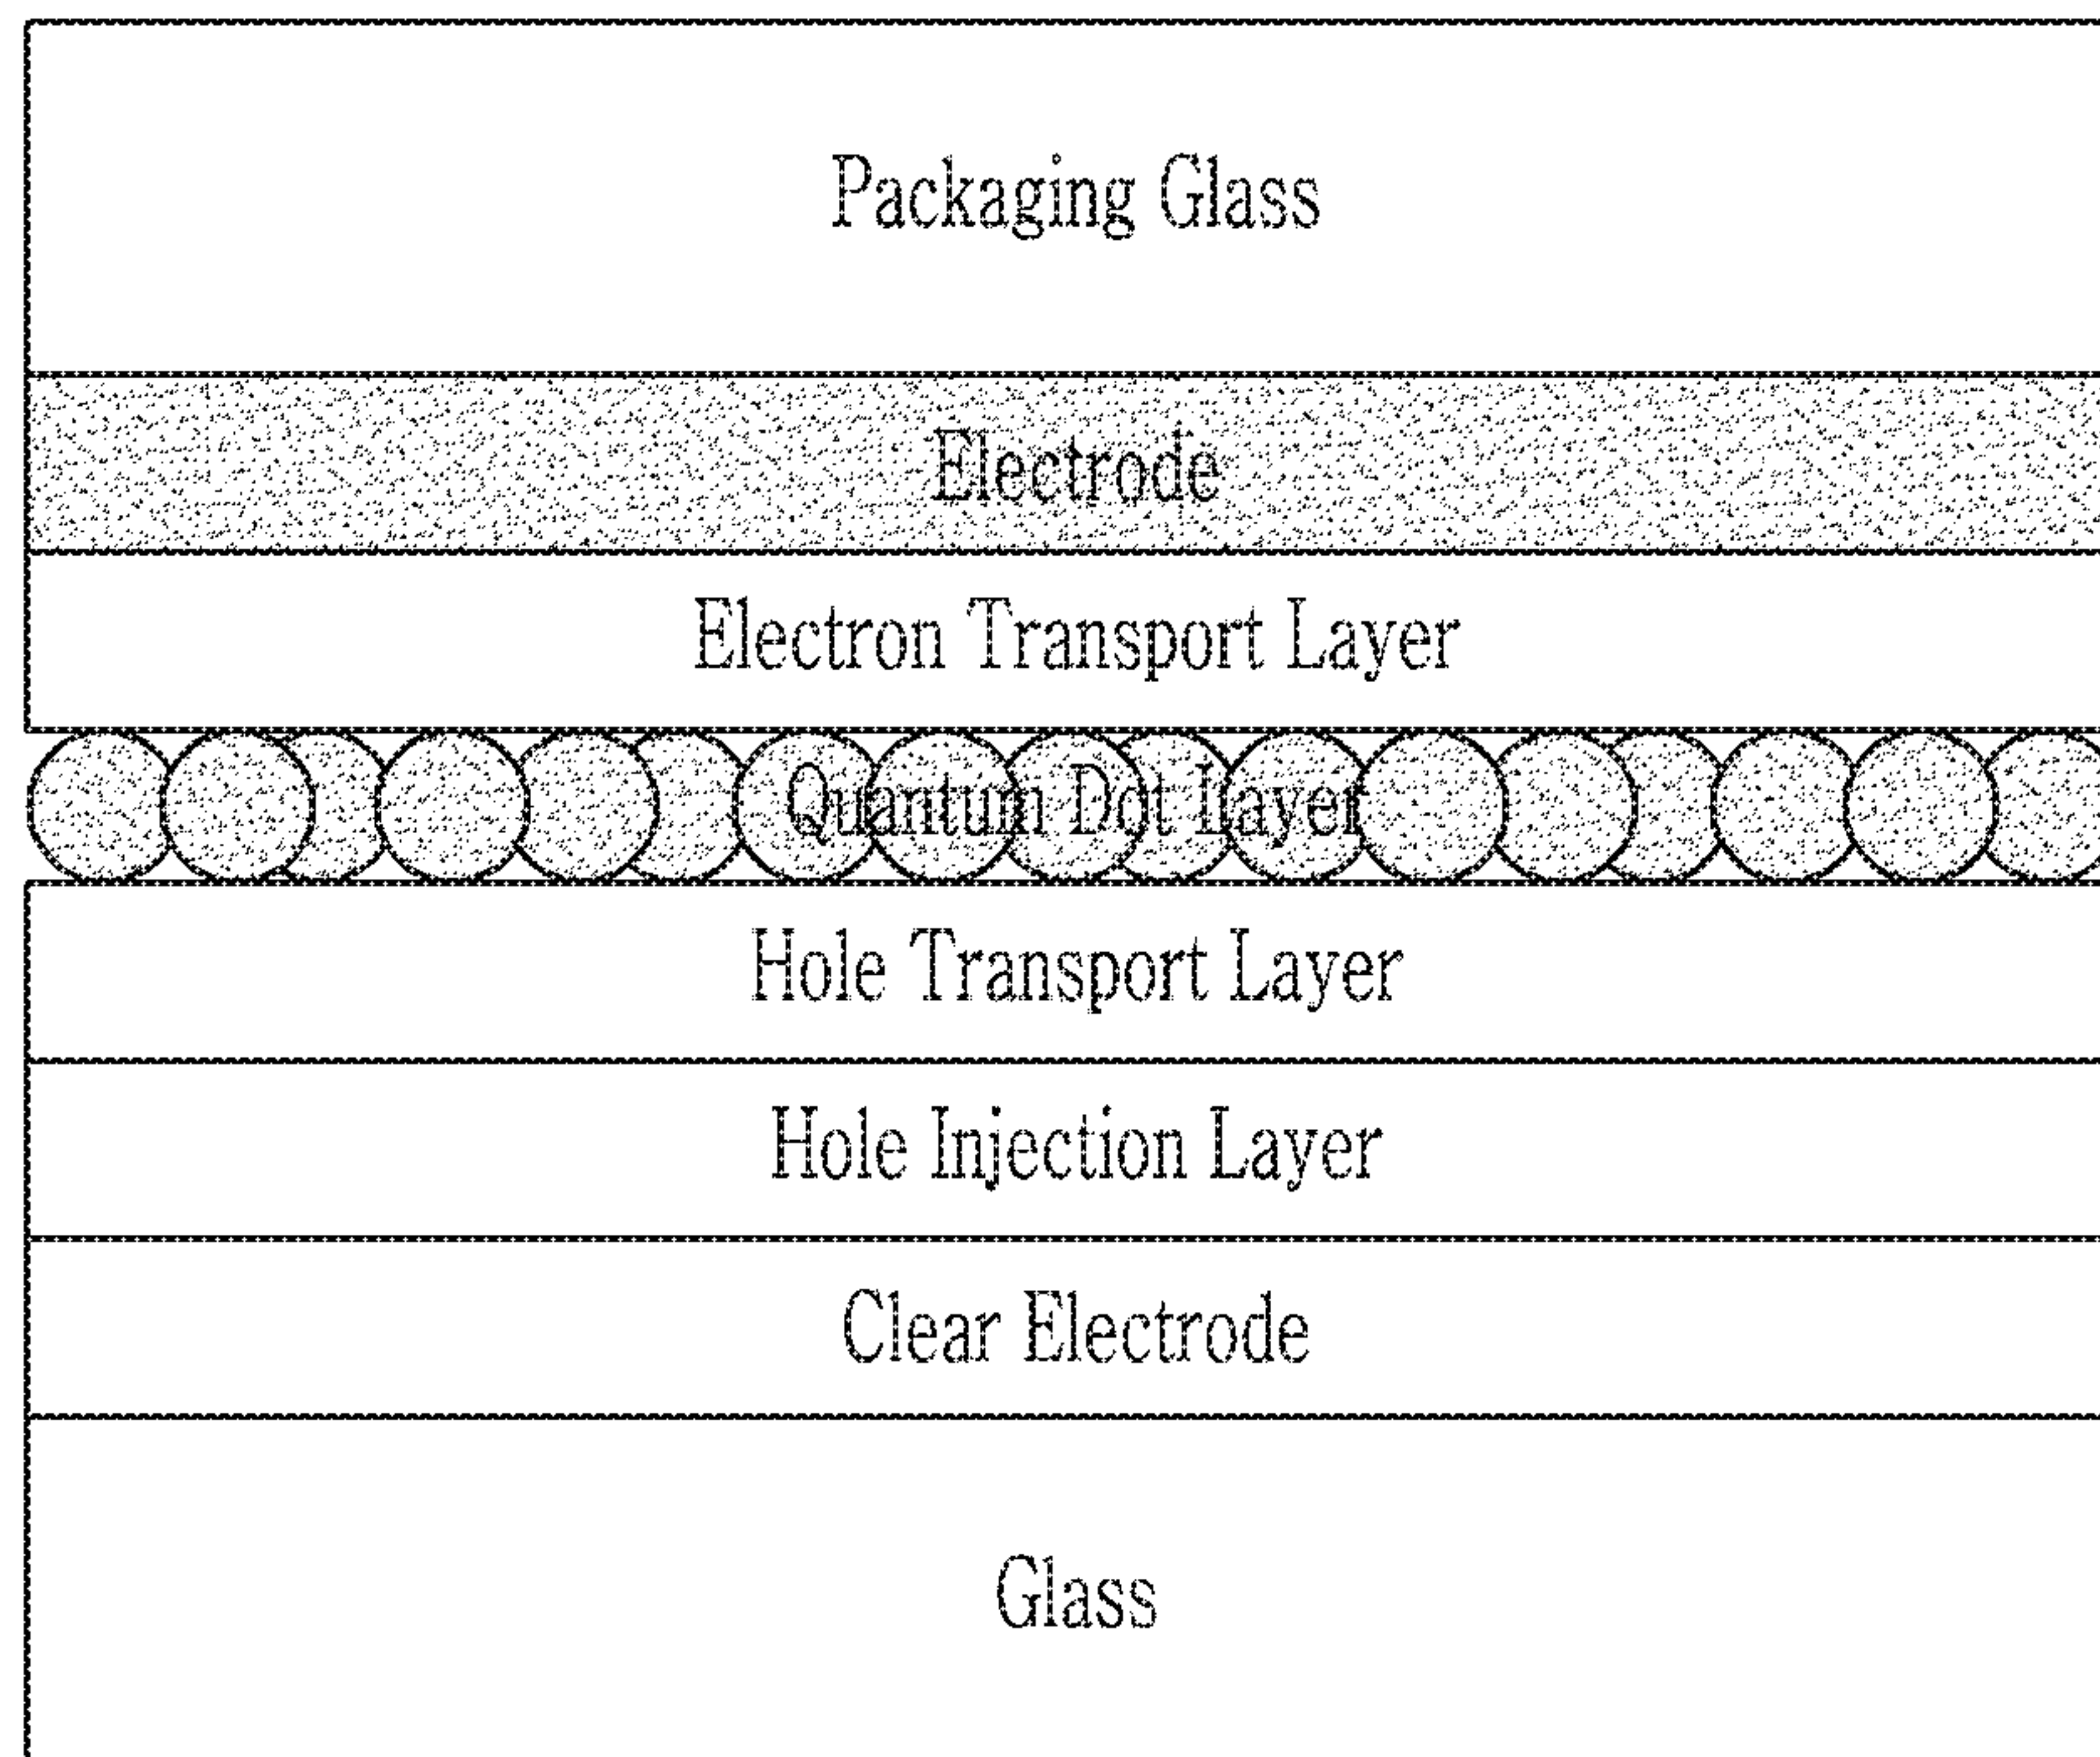 Packaging Glass
Electrode
Electron Transport Layer
Quantum Dot Layer
Hole Transport Layer
Hole Injection Layer
Clear Electrode
Glass